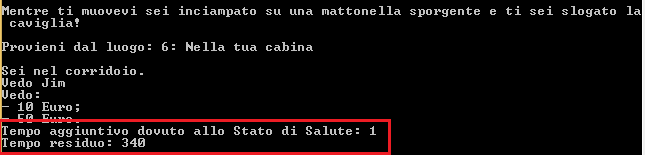 Mentre ti muovevi sei inciampato su una mattonella sporgente e ti sei slogato la
caviglia!
Provieni dal luogo: 6: Nella tua cabina
Sei nel corridoio.
Vedo Jim
Vedo:
- 10 Euro;
- 50 Euro.
Tempo aggiuntivo dovuto allo Stato di Salute: 1
Tempo residuo: 340